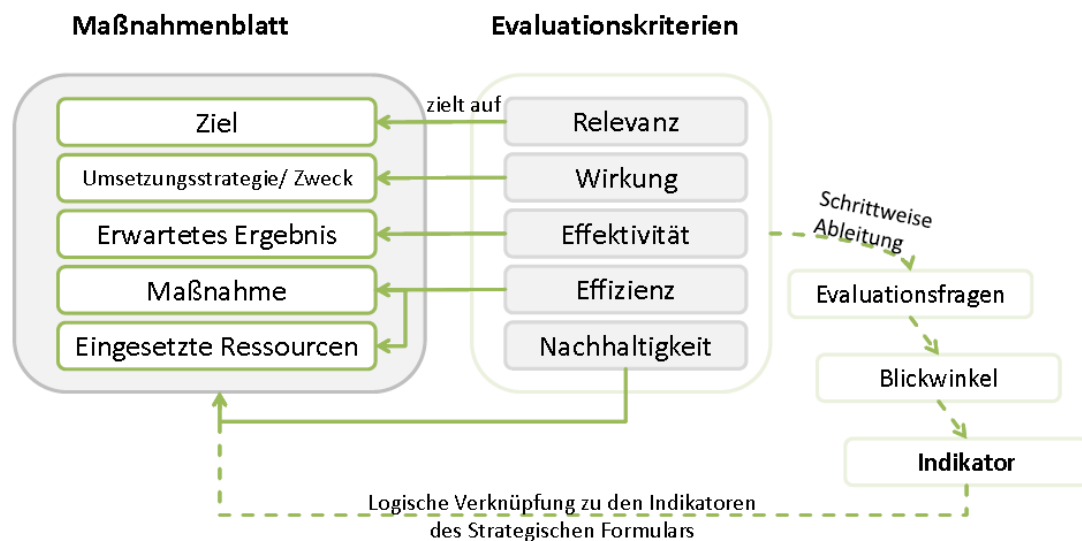 Maßnahmenblatt
Evaluationskriterien
Ziel
Umsetzungsstrategie/ Zweck
Erwartetes Ergebnis
Maßnahme
Eingesetzte Ressourcen
zielt auf
Relevanz
Wirkung
Effektivität
Effizienz
Nachhaltigkeit
Schrittweise
Ableitung
Evaluationsfragen
Blickwinkel
Indikator
Logische Verknüpfung zu den Indikatoren
des Strategischen Formulars